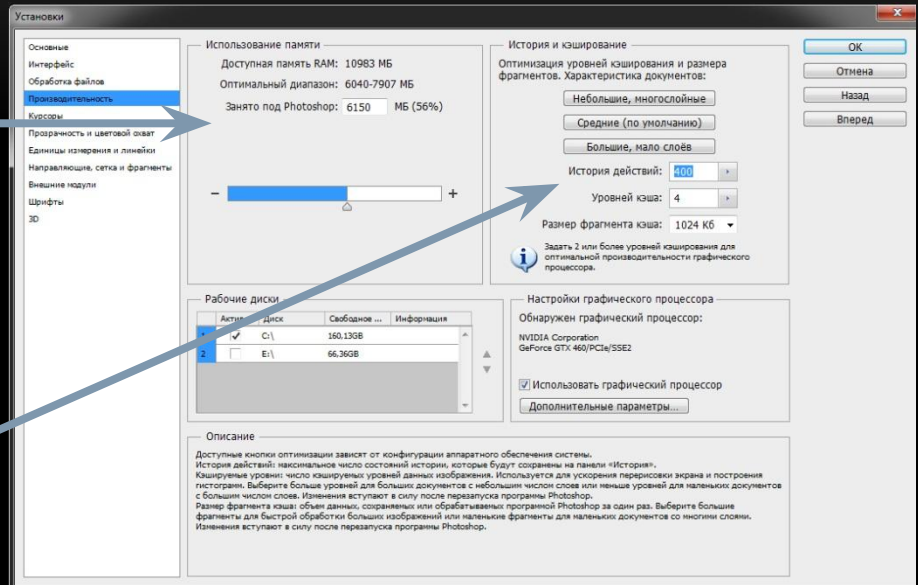 Установки
Основные
Интерфейс
Обработка файлов
Производительность
Курсоры
Прозрачность и цветовой охват
Единицы измерения и линейки
Направляющие, сетка и фрагменты
Внешние модули
Шрифты
3D
Использование памяти
Доступная память RAM: 10983 МБ
Оптимальный диапазон: 6040-7907 МБ
Занято под Photoshop: 6150 МБ (56%)
- +
История и кэширование
Оптимизация уровней кэширования и размера
фрагментов. Характеристика документов:
Небольшие, многослойные
Средние (по умолчанию)
Большие, мало слоёв
История действий: 400
Уровней кэша: 4
Размер фрагмента кэша: 1024 Кб
Задать 2 или более уровней кэширования для
оптимальной производительности графического
процессора.
OK
Отмена
Назад
Вперед
Рабочие диски
Актив... Диск Свободное ... Информация
1 C:\ 160,13GB
2 E:\ 66,36GB
Настройки графического процессора
Обнаружен графический процессор:
NVIDIA Corporation
GeForce GTX 460/PCIe/SSE2
Использовать графический процессор
Дополнительные параметры...
Описание
Доступные кнопки оптимизации зависят от конфигурации аппаратного обеспечения системы.
История действий: максимальное число состояний истории, которые будут сохранены на панели «История».
Кэшируемые уровни: число кэшируемых уровней данных изображения. Используется для ускорения перерисовки экрана и построения
гистограмм. Выберите больше уровней для больших документов с небольшим числом слоев или меньше уровней для маленьких документов
с большим числом слоев. Изменения вступают в силу после перезапуска программы Photoshop.
Размер фрагмента кэша: объем данных, сохраняемых или обрабатываемых программой Photoshop за один раз. Выберите большие
фрагменты для быстрой обработки больших изображений или маленькие фрагменты для маленьких документов со многими слоями.
Изменения вступают в силу после перезапуска программы Photoshop.